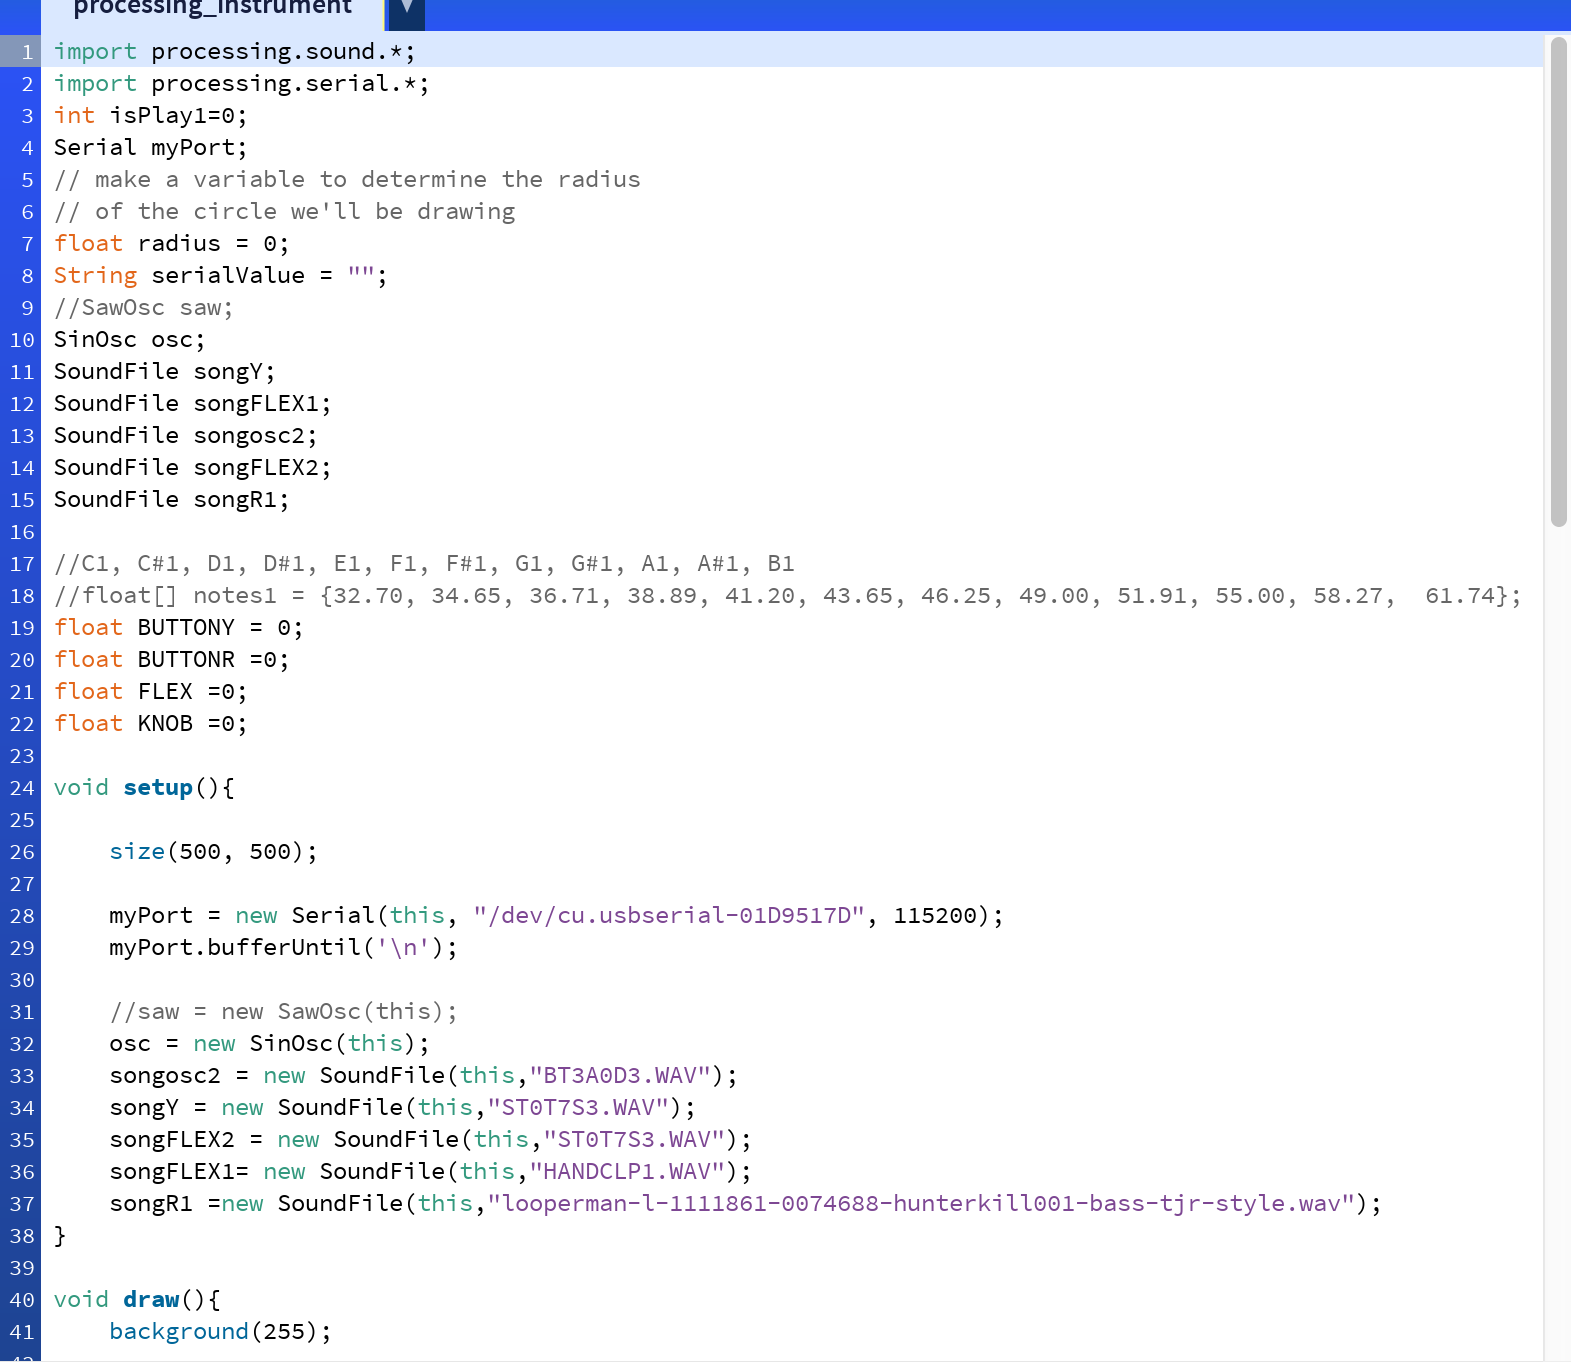 processing_instrument ▼
1 import processing.sound.*;
2 import processing.serial.*;
3 int isPlay1=0;
4 Serial myPort;
5 // make a variable to determine the radius
6 // of the circle we'll be drawing
7 float radius = 0;
8 String serialValue = "";
9 //SawOsc saw;
10 SinOsc osc;
11 SoundFile songY;
12 SoundFile songFLEX1;
13 SoundFile songosc2;
14 SoundFile songFLEX2;
15 SoundFile songR1;
16
17 //C1, C#1, D1, D#1, E1, F1, F#1, G1, G#1, A1, A#1, B1
18 //float[] notes1 = {32.70, 34.65, 36.71, 38.89, 41.20, 43.65, 46.25, 49.00, 51.91, 55.00, 58.27,  61.74};
19 float BUTTONY = 0;
20 float BUTTONR =0;
21 float FLEX =0;
22 float KNOB =0;
23
24 void setup(){
25
26     size(500, 500);
27
28     myPort = new Serial(this, "/dev/cu.usbserial-01D9517D", 115200);
29     myPort.bufferUntil('\n');
30
31     //saw = new SawOsc(this);
32     osc = new SinOsc(this);
33     songosc2 = new SoundFile(this,"BT3A0D3.WAV");
34     songY = new SoundFile(this,"ST0T7S3.WAV");
35     songFLEX2 = new SoundFile(this,"ST0T7S3.WAV");
36     songFLEX1= new SoundFile(this,"HANDCLP1.WAV");
37     songR1 =new SoundFile(this,"looperman-l-1111861-0074688-hunterkill001-bass-tjr-style.wav");
38 }
39
40 void draw(){
41     background(255);